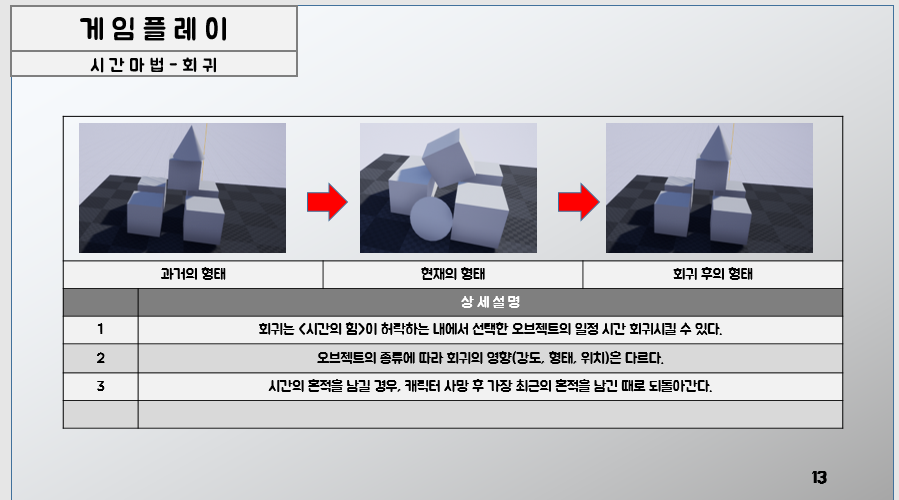 게임플레이
시간마법-회귀
과거의 형태
현재의 형태
회귀 후의 형태
상세설명
1
회귀는 <시간의 힘>이 허락하는 내에서 선택한 오브젝트의 일정 시간 회귀시킬 수 있다.
2
오브젝트의 종류에 따라 회귀의 영향(강도, 형태, 위치)은 다르다.
3
시간의 흔적을 남길 경우, 캐릭터 사망 후 가장 최근의 흔적을 남긴 때로 되돌아간다.
13